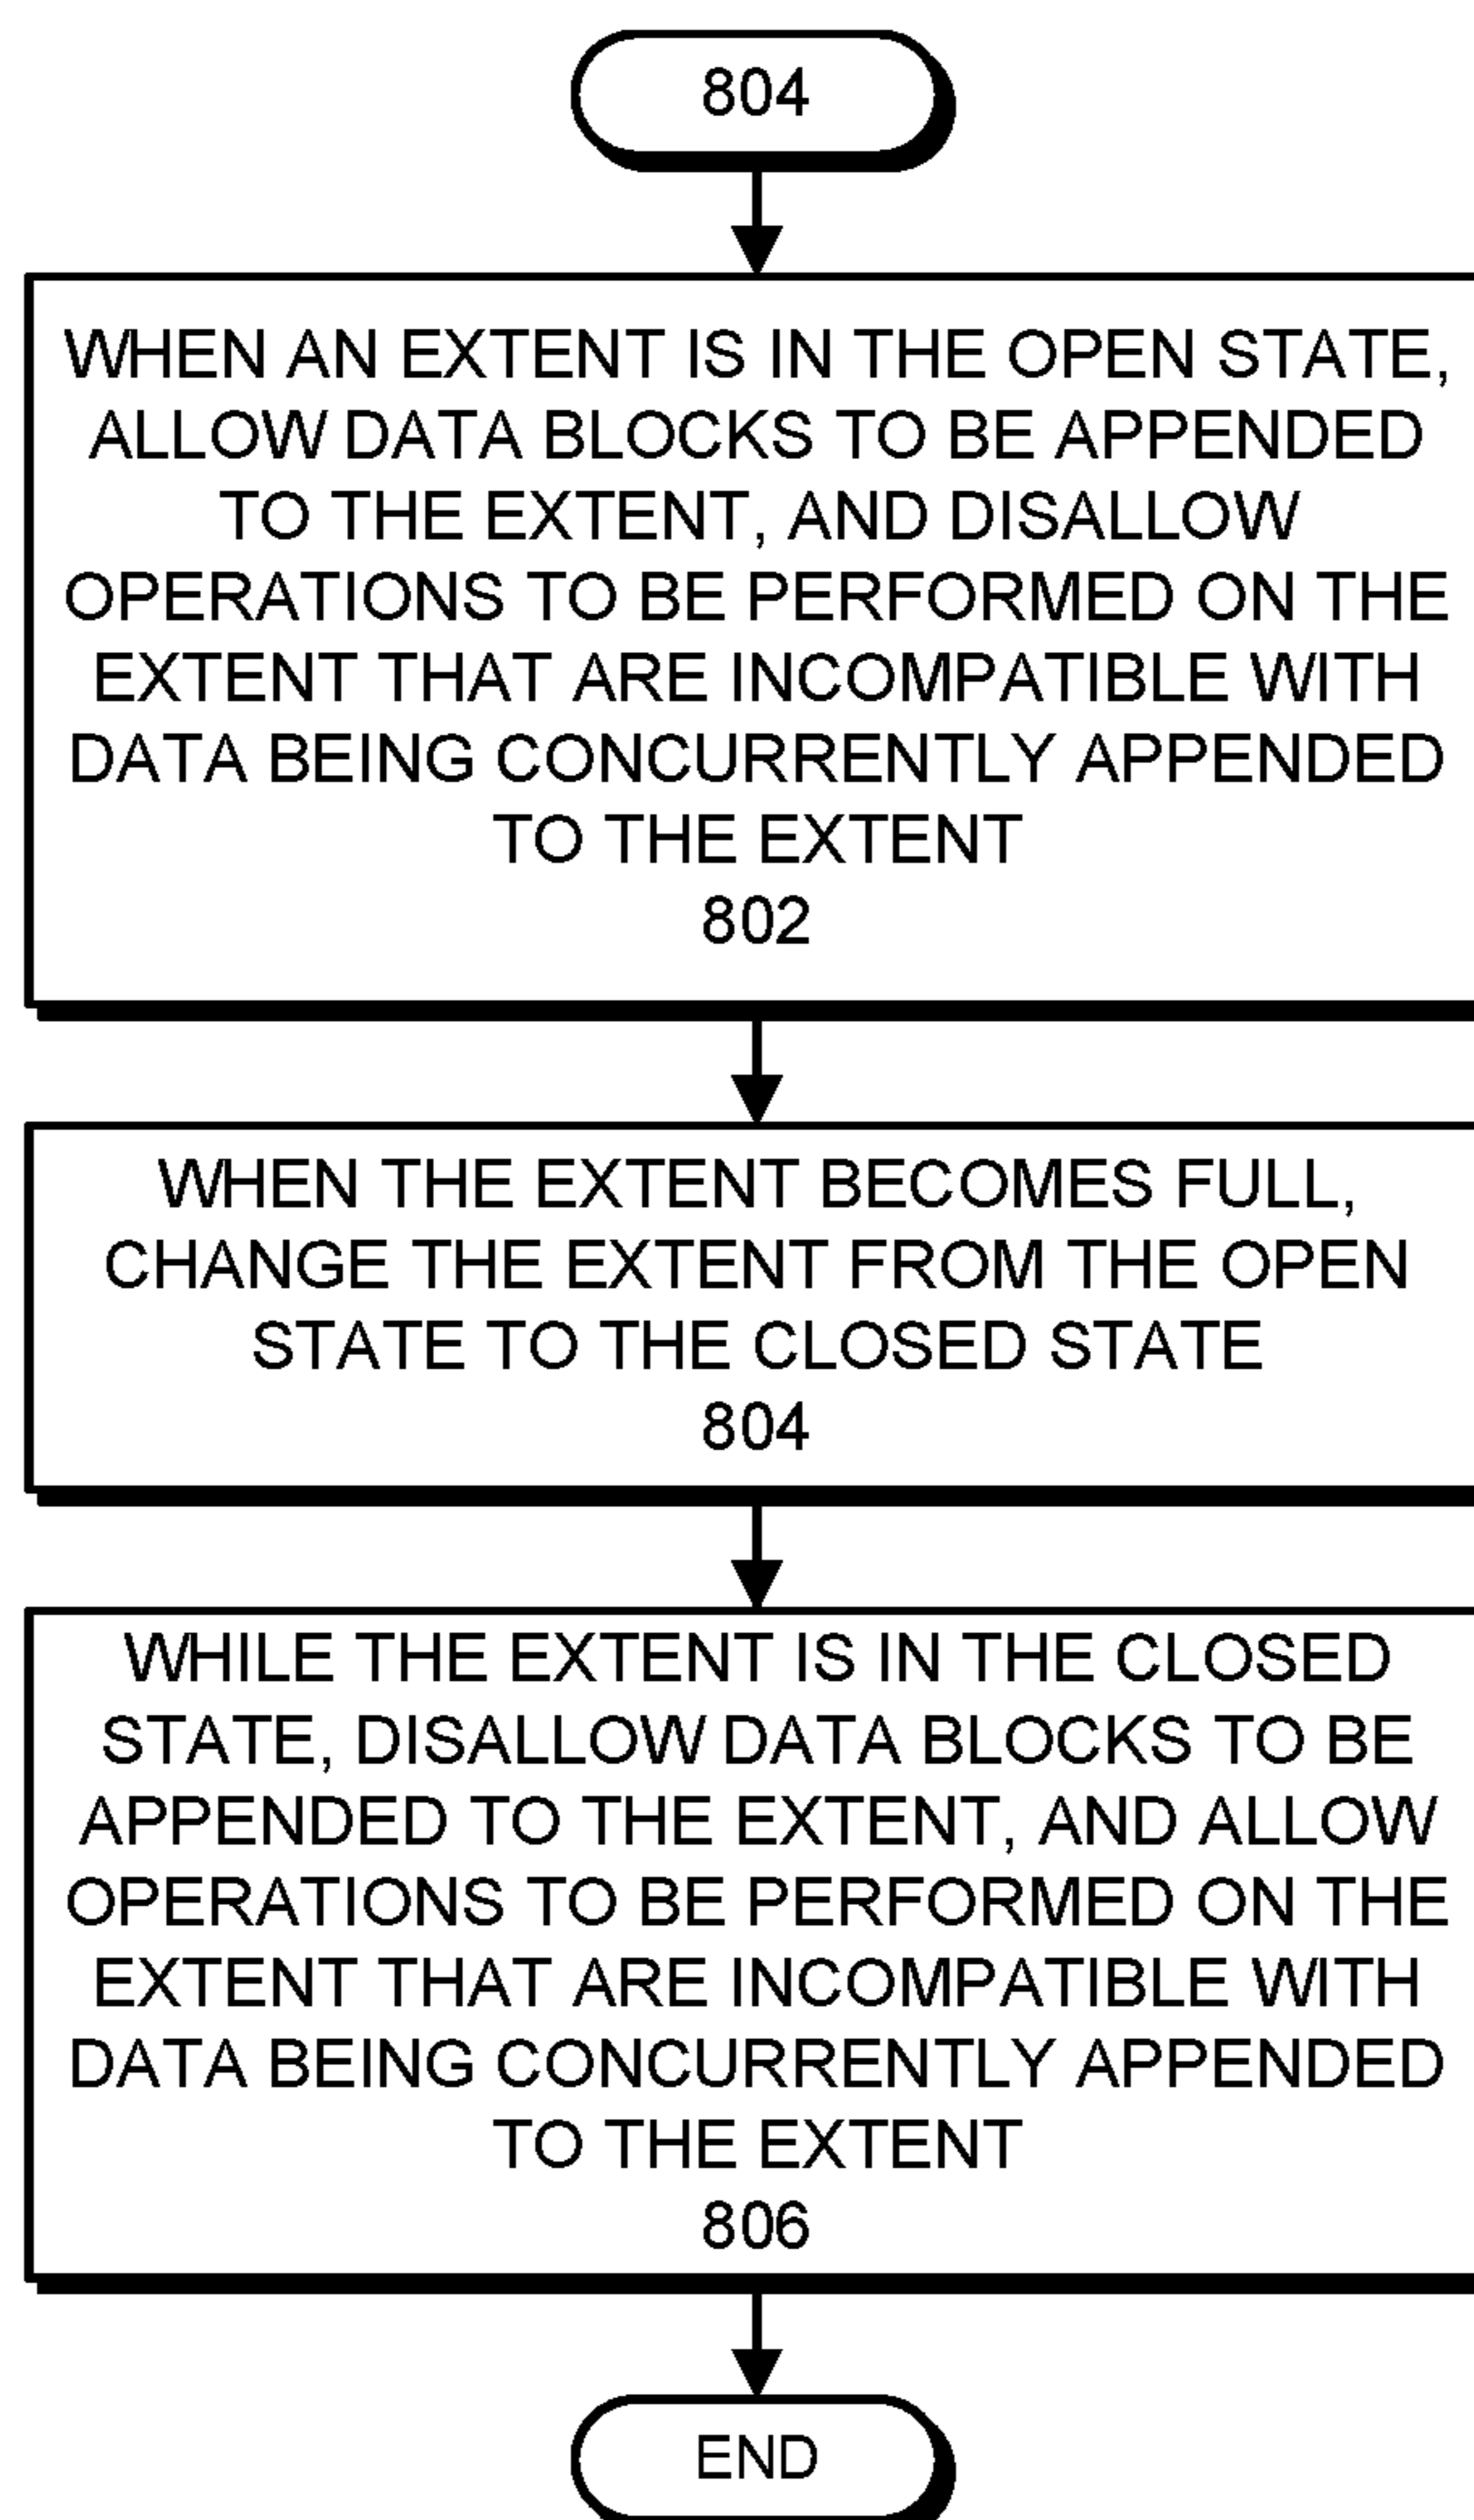 804
WHEN AN EXTENT IS IN THE OPEN STATE,
ALLOW DATA BLOCKS TO BE APPENDED
TO THE EXTENT, AND DISALLOW
OPERATIONS TO BE PERFORMED ON THE
EXTENT THAT ARE INCOMPATIBLE WITH
DATA BEING CONCURRENTLY APPENDED
TO THE EXTENT
802
WHEN THE EXTENT BECOMES FULL,
CHANGE THE EXTENT FROM THE OPEN
STATE TO THE CLOSED STATE
804
WHILE THE EXTENT IS IN THE CLOSED
STATE, DISALLOW DATA BLOCKS TO BE
APPENDED TO THE EXTENT, AND ALLOW
OPERATIONS TO BE PERFORMED ON THE
EXTENT THAT ARE INCOMPATIBLE WITH
DATA BEING CONCURRENTLY APPENDED
TO THE EXTENT
806
END